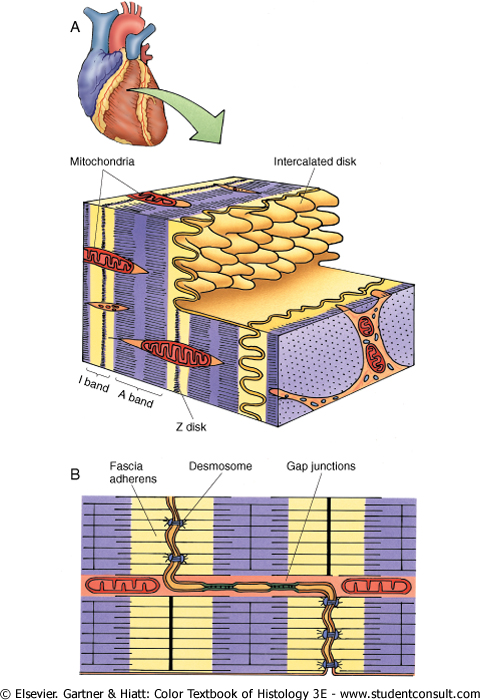 A
Mitochondria
Intercalated disk
I band
A band
Z disk
B
Fascia
adherens
Desmosome
Gap junctions
© Elsevier. Gartner & Hiatt: Color Textbook of Histology 3E - www.studentconsult.com